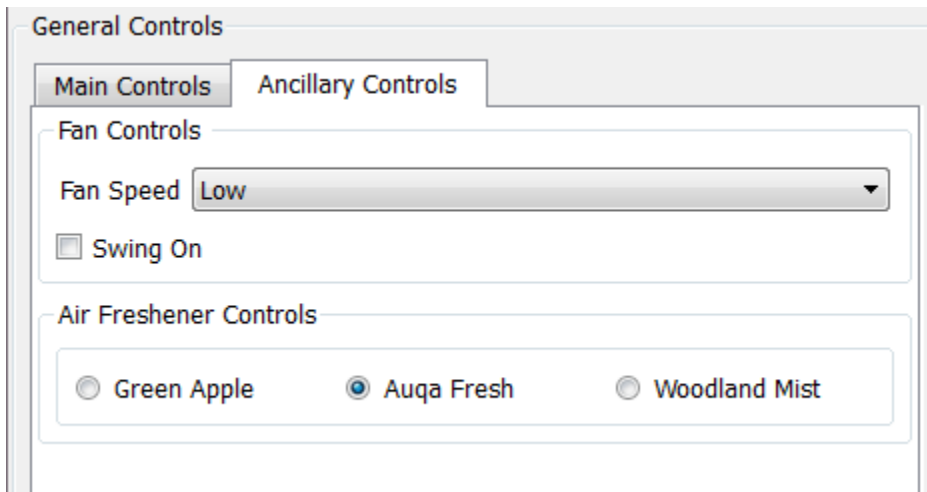 General Controls
Main Controls Ancillary Controls
Fan Controls
Fan Speed Low
Swing On
Air Freshener Controls
Green Apple Auqa Fresh Woodland Mist